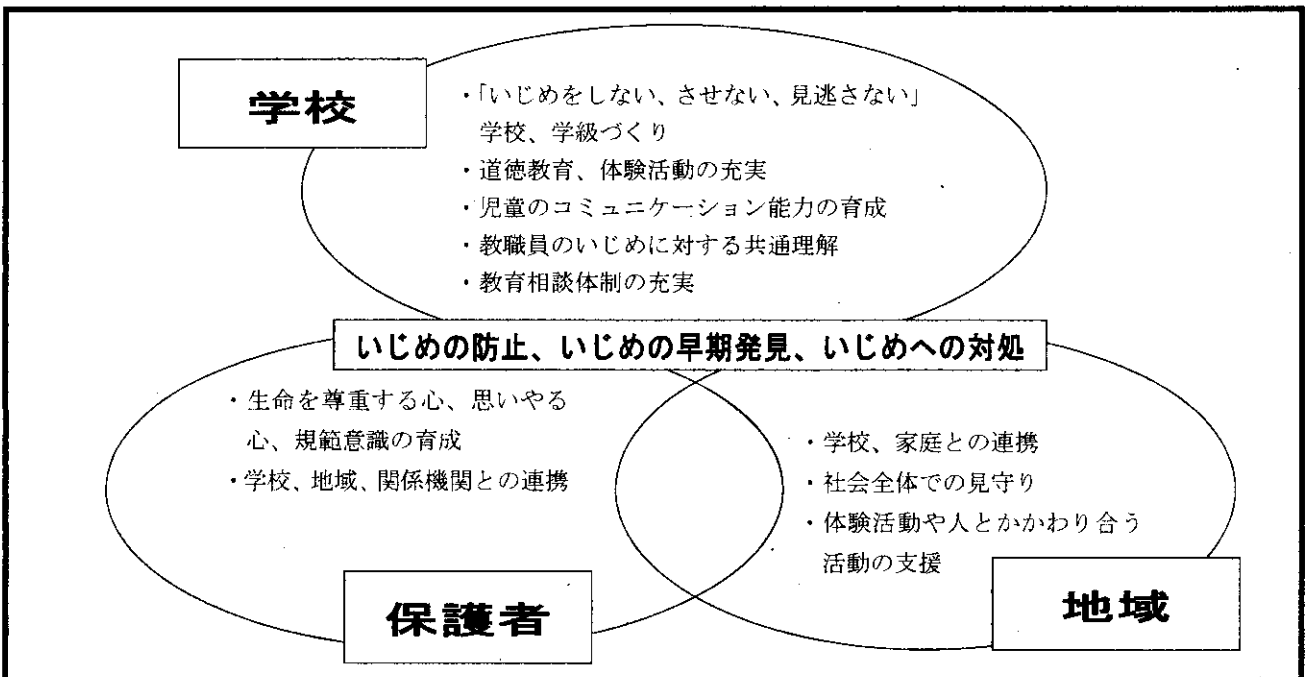 学校
・「いじめをしない、させない、見逃さない」
学校、学級づくり
・道徳教育、体験活動の充実
・児童のコミュニケーション能力の育成
・教職員のいじめに対する共通理解
・教育相談体制の充実
いじめの防止、いじめの早期発見、いじめへの対処
・生命を尊重する心、思いやる
心、規範意識の育成
・学校、地域、関係機関との連携
保護者
・学校、家庭との連携
・社会全体での見守り
・体験活動や人とかかわり合う
活動の支援
地域